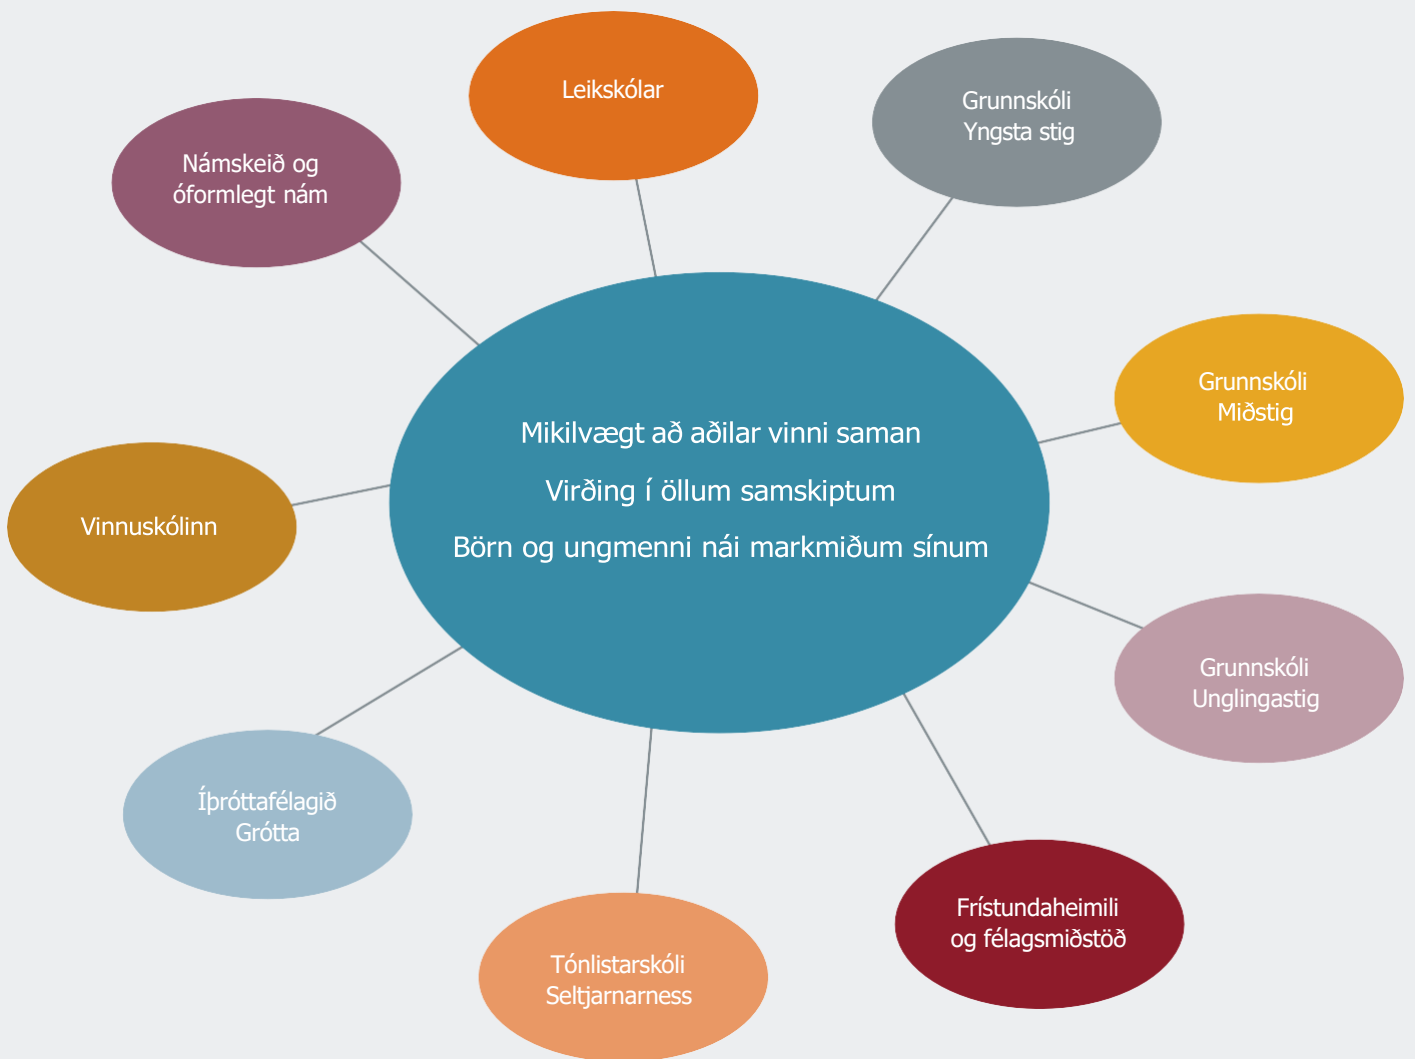 Leikskólar
Grunnskóli
Yngsta stig
Námskeið og
óformlegt nám
Grunnskóli
Miðstig
Mikilvægt að aðilar vinni saman
Virðing í öllum samskiptum
Börn og ungmenni nái markmiðum sínum
Vinnuskólinn
Grunnskóli
Unglingastig
Íþróttafélagið
Grótta
Frístundaheimili
og félagsmiðstöð
Tónlistarskóli
Seltjarnarness